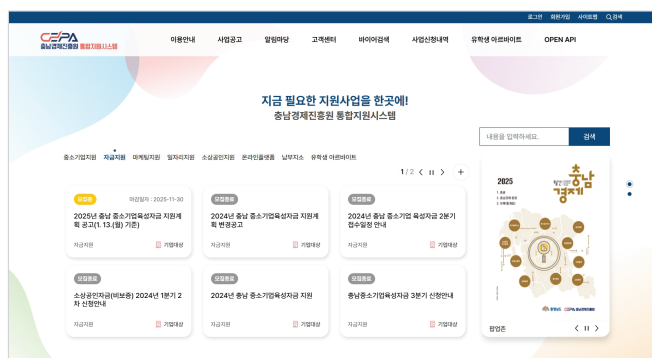 로그인 회원가입 사이트맵 검색
CEPA
충남경제진흥원 통합지원시스템
이용안내 사업공고 알림마당 고객센터 바이어검색 사업신청내역 유학생 아르바이트 OPEN API
지금 필요한 지원사업을 한곳에!
충남경제진흥원 통합지원시스템
내용을 입력하세요. 검색
중소기업지원 자금지원 마케팅지원 일자리지원 소상공인지원 온라인플랫폼 남부지소 유학생 아르바이트
1 / 2
모집중 마감일자 : 2025-11-30
2025년 충남 중소기업육성자금 지원계
획 공고(1. 13.(월) 기준)
자금지원 기업대상
모집종료
2024년 충남 중소기업육성자금 지원계
획 변경공고
자금지원 기업대상
모집종료
2024년 충남 중소기업 육성자금 2분기
접수일정 안내
자금지원 기업대상
모집종료
소상공인자금(비보증) 2024년 1분기 2
차 신청안내
자금지원 기업대상
모집종료
2024년 충남 중소기업육성자금 지원
자금지원 기업대상
모집종료
충남중소기업육성자금 3분기 신청안내
자금지원 기업대상
2025
충남
경제
팝업존